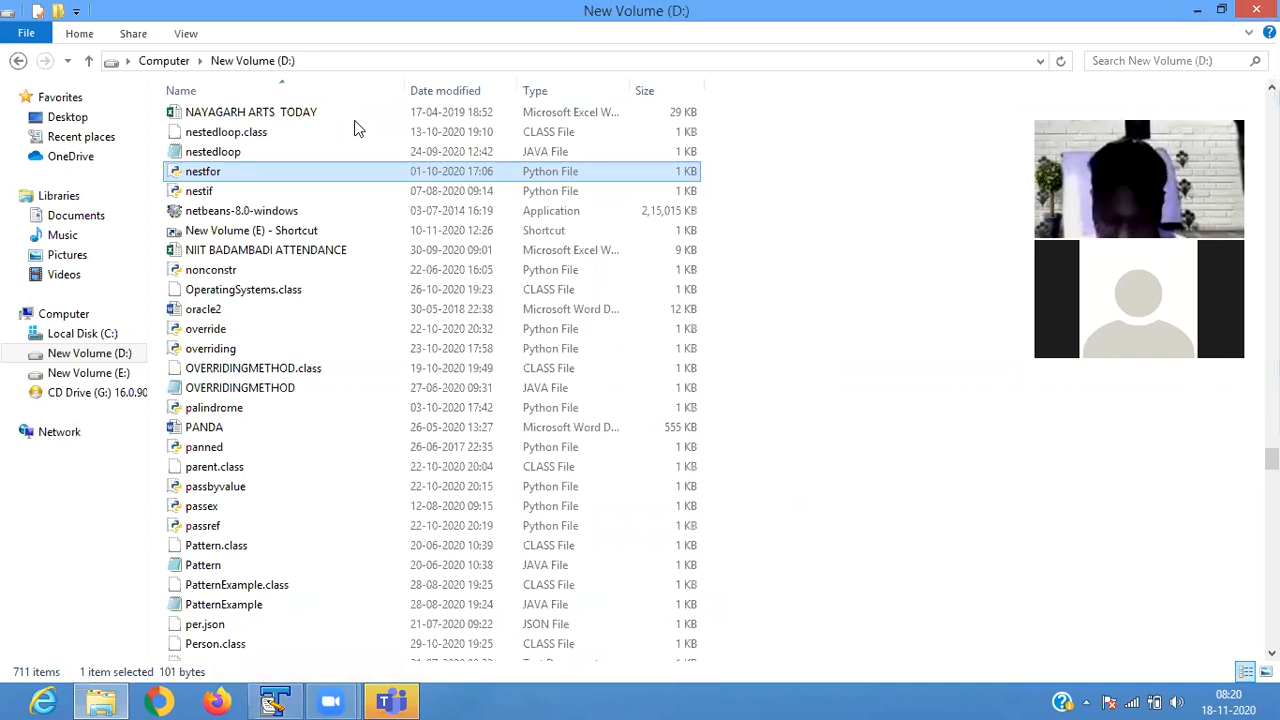 New Volume (D:)
File Home Share View
Computer New Volume (D:) Search New Volume (D:)
Favorites
Desktop
Recent places
OneDrive
Libraries
Documents
Music
Pictures
Videos
Computer
Local Disk (C:)
New Volume (D:)
New Volume (E:)
CD Drive (G:) 16.0.90
Network
Name Date modified Type Size
NAYAGARH ARTS TODAY 17-04-2019 18:52 Microsoft Excel W... 29 KB
nestedloop.class 13-10-2020 19:10 CLASS File 1 KB
nestedloop 24-09-2020 12:42 JAVA File 1 KB
nestfor 01-10-2020 17:06 Python File 1 KB
nestif 07-08-2020 09:14 Python File 1 KB
netbeans-8.0-windows 03-07-2014 16:19 Application 2,15,015 KB
New Volume (E) - Shortcut 10-11-2020 12:26 Shortcut 1 KB
NIIT BADAMBADI ATTENDANCE 30-09-2020 09:01 Microsoft Excel W... 9 KB
nonconstr 22-06-2020 16:05 Python File 1 KB
OperatingSystems.class 26-10-2020 19:23 CLASS File 1 KB
oracle2 30-05-2018 22:38 Microsoft Word D... 12 KB
override 22-10-2020 20:32 Python File 1 KB
overriding 23-10-2020 17:58 Python File 1 KB
OVERRIDINGMETHOD.class 19-10-2020 19:49 CLASS File 1 KB
OVERRIDINGMETHOD 27-06-2020 09:31 JAVA File 1 KB
palindrome 03-10-2020 17:42 Python File 1 KB
PANDA 26-05-2020 13:27 Microsoft Word D... 555 KB
panned 26-06-2017 22:35 Python File 1 KB
parent.class 22-10-2020 20:04 CLASS File 1 KB
passbyvalue 22-10-2020 20:15 Python File 1 KB
passex 12-08-2020 09:15 Python File 1 KB
passref 22-10-2020 20:19 Python File 1 KB
Pattern.class 20-06-2020 10:39 CLASS File 1 KB
Pattern 20-06-2020 10:38 JAVA File 1 KB
PatternExample.class 28-08-2020 19:25 CLASS File 1 KB
PatternExample 28-08-2020 19:24 JAVA File 1 KB
per.json 21-07-2020 09:22 JSON File 1 KB
Person.class 29-10-2020 19:25 CLASS File 1 KB
711 items 1 item selected 101 bytes
08:20
18-11-2020